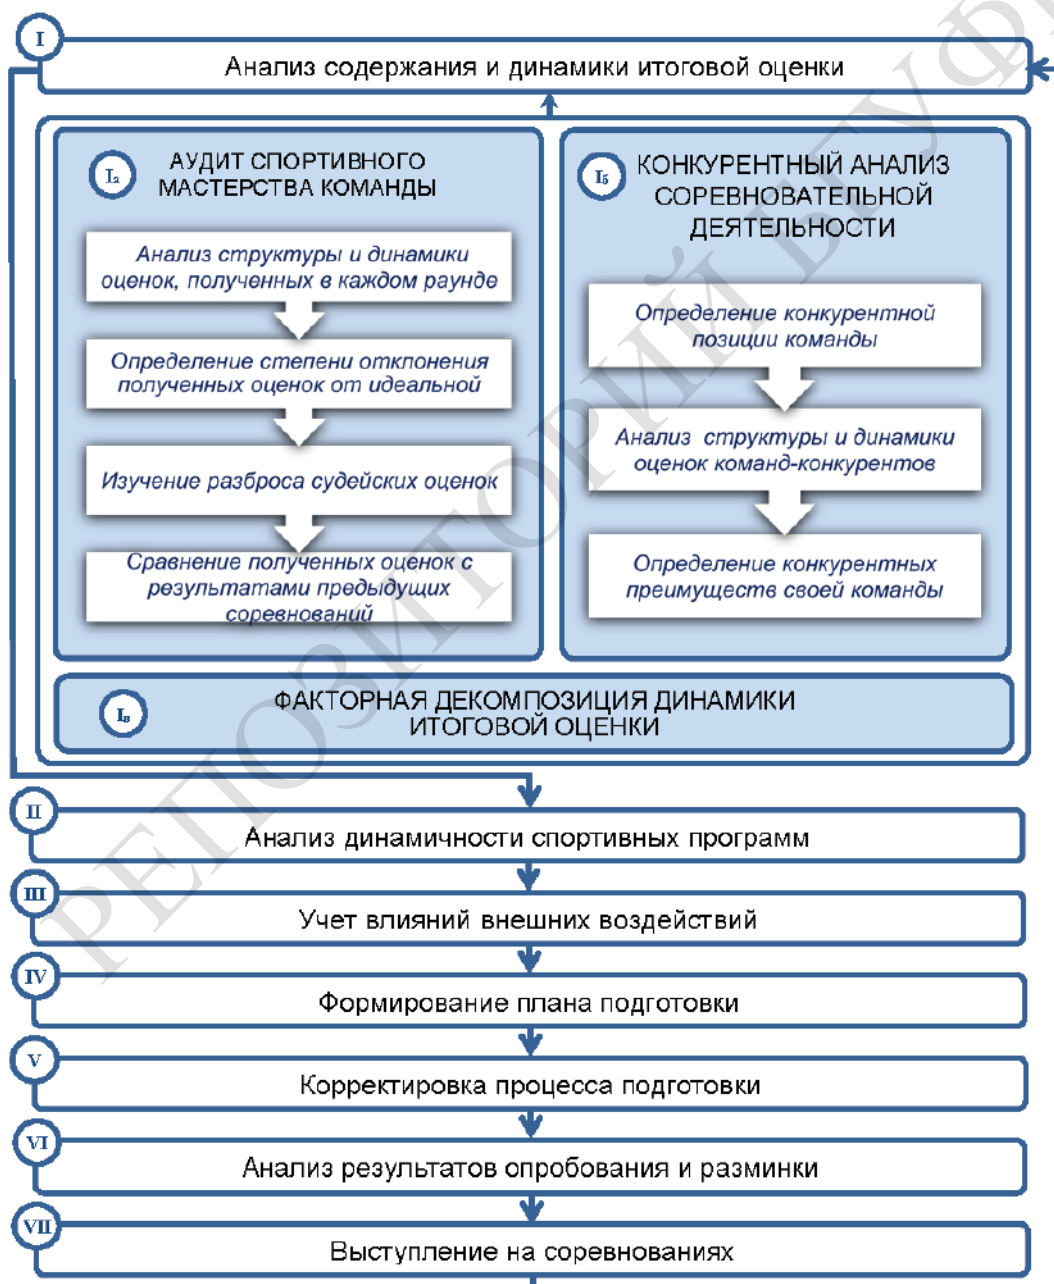 I
Анализ содержания и динамики итоговой оценки
Iа
АУДИТ СПОРТИВНОГО
МАСТЕРСТВА КОМАНДЫ
Анализ структуры и динамики
оценок, полученных в каждом раунде
Определение степени отклонения
полученных оценок от идеальной
Изучение разброса судейских оценок
Сравнение полученных оценок с
результатами предыдущих
соревнований
Iб
КОНКУРЕНТНЫЙ АНАЛИЗ
СОРЕВНОВАТЕЛЬНОЙ
ДЕЯТЕЛЬНОСТИ
Определение конкурентной
позиции команды
Анализ структуры и динамики
оценок команд-конкурентов
Определение конкурентных
преимуществ своей команды
Iв
ФАКТОРНАЯ ДЕКОМПОЗИЦИЯ ДИНАМИКИ
ИТОГОВОЙ ОЦЕНКИ
II
Анализ динамичности спортивных программ
III
Учет влияний внешних воздействий
IV
Формирование плана подготовки
V
Корректировка процесса подготовки
VI
Анализ результатов опробования и разминки
VII
Выступление на соревнованиях
РЕПОЗИТОРИЙ БГУФ